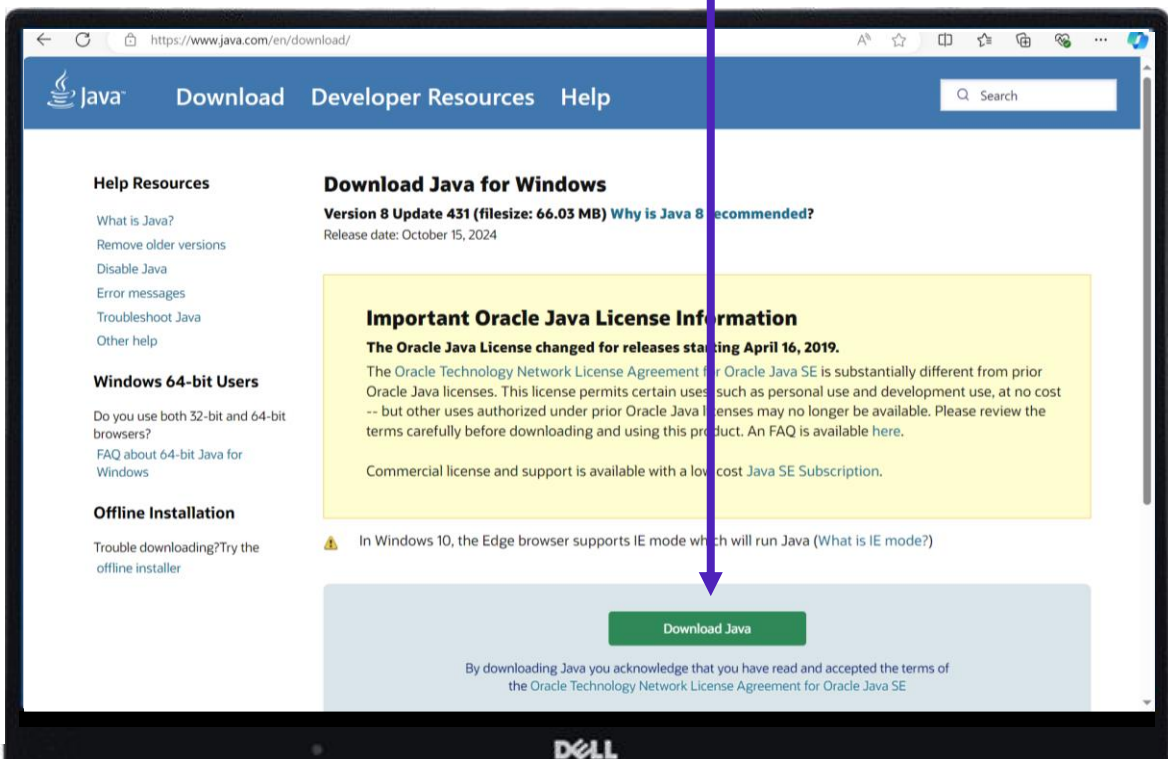 https://www.java.com/en/download/
Java
Download Developer Resources Help
Search
Help Resources
What is Java?
Remove older versions
Disable Java
Error messages
Troubleshoot Java
Other help
Windows 64-bit Users
Do you use both 32-bit and 64-bit
browsers?
FAQ about 64-bit Java for
Windows
Offline Installation
Trouble downloading?Try the
offline installer
Download Java for Windows
Version 8 Update 431 (filesize: 66.03 MB) Why is Java 8 recommended?
Release date: October 15, 2024
Important Oracle Java License Information
The Oracle Java License changed for releases starting April 16, 2019.
The Oracle Technology Network License Agreement for Oracle Java SE is substantially different from prior
Oracle Java licenses. This license permits certain uses, such as personal use and development use, at no cost
-- but other uses authorized under prior Oracle Java licenses may no longer be available. Please review the
terms carefully before downloading and using this product. An FAQ is available here.
Commercial license and support is available with a low cost Java SE Subscription.
In Windows 10, the Edge browser supports IE mode which will run Java (What is IE mode?)
Download Java
By downloading Java you acknowledge that you have read and accepted the terms of
the Oracle Technology Network License Agreement for Oracle Java SE
DELL